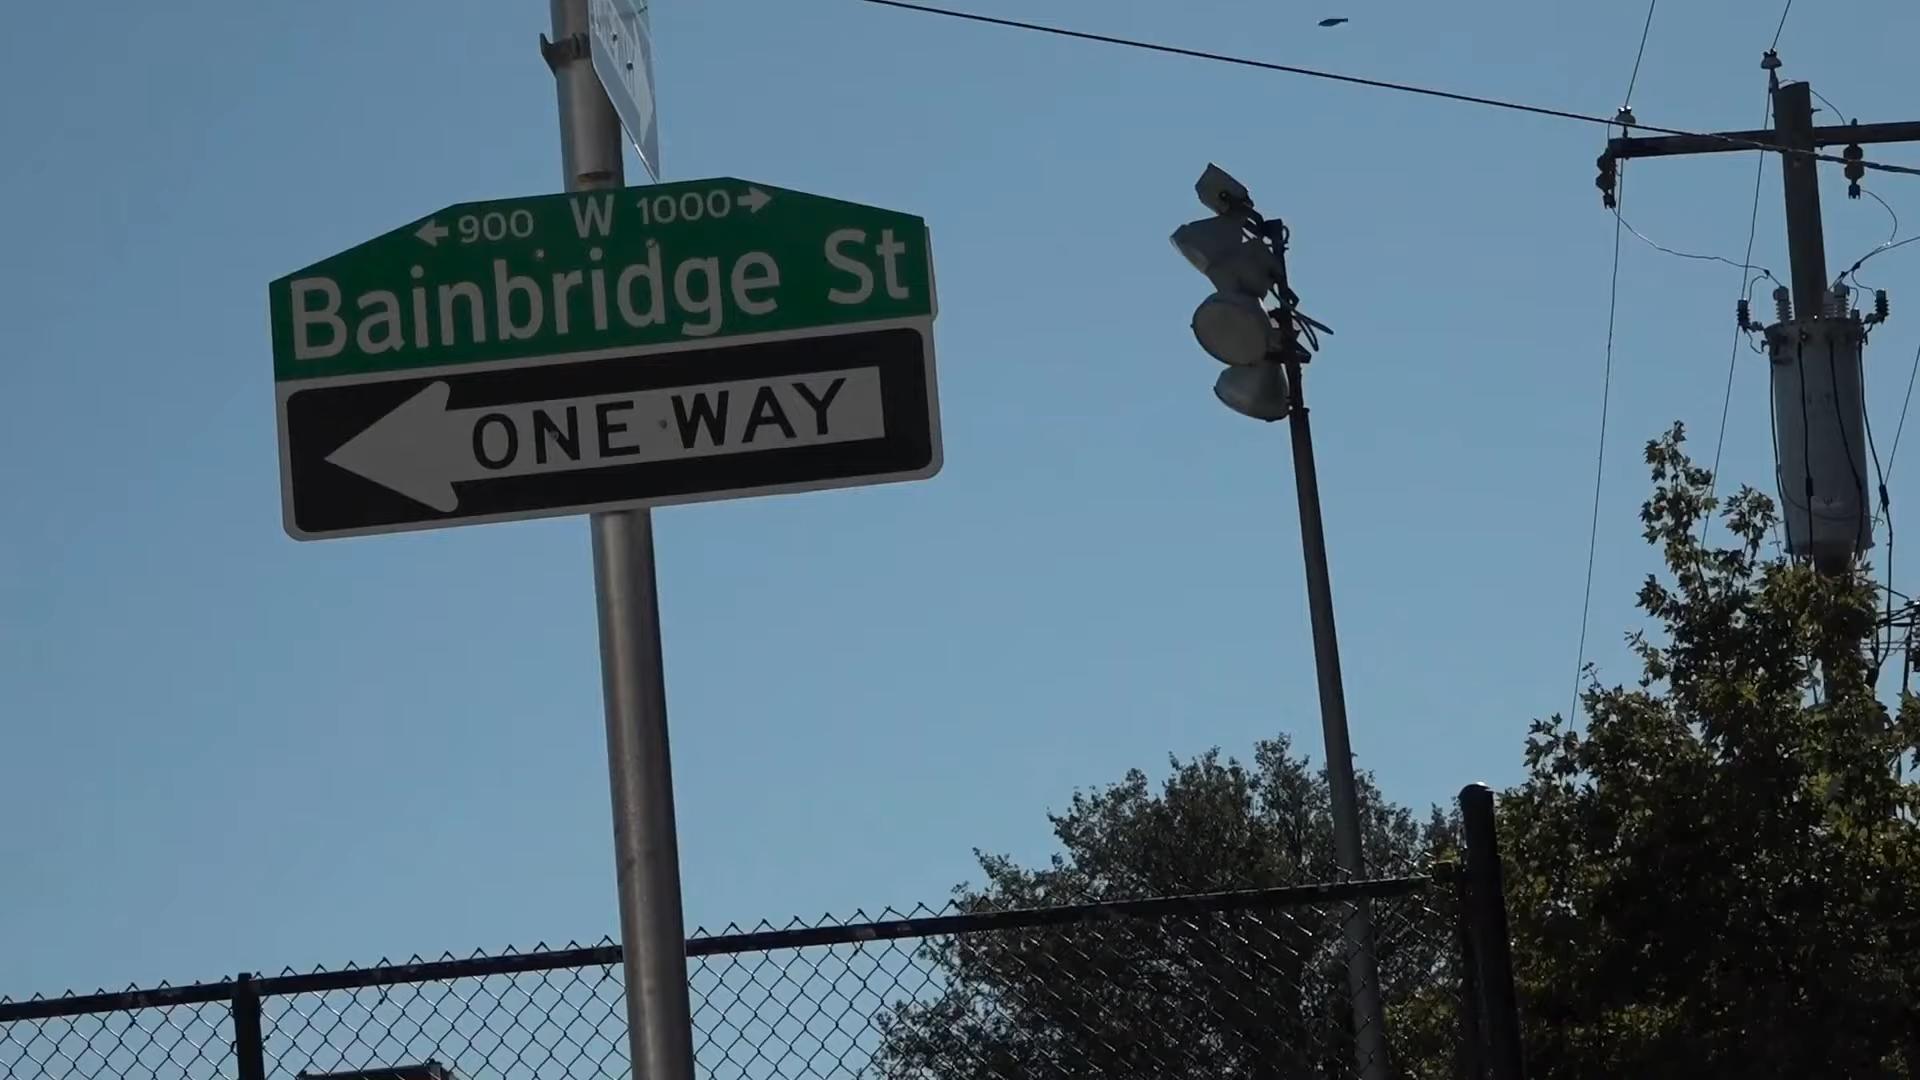 ← 900 W 1000 →
Bainbridge St
ONE WAY